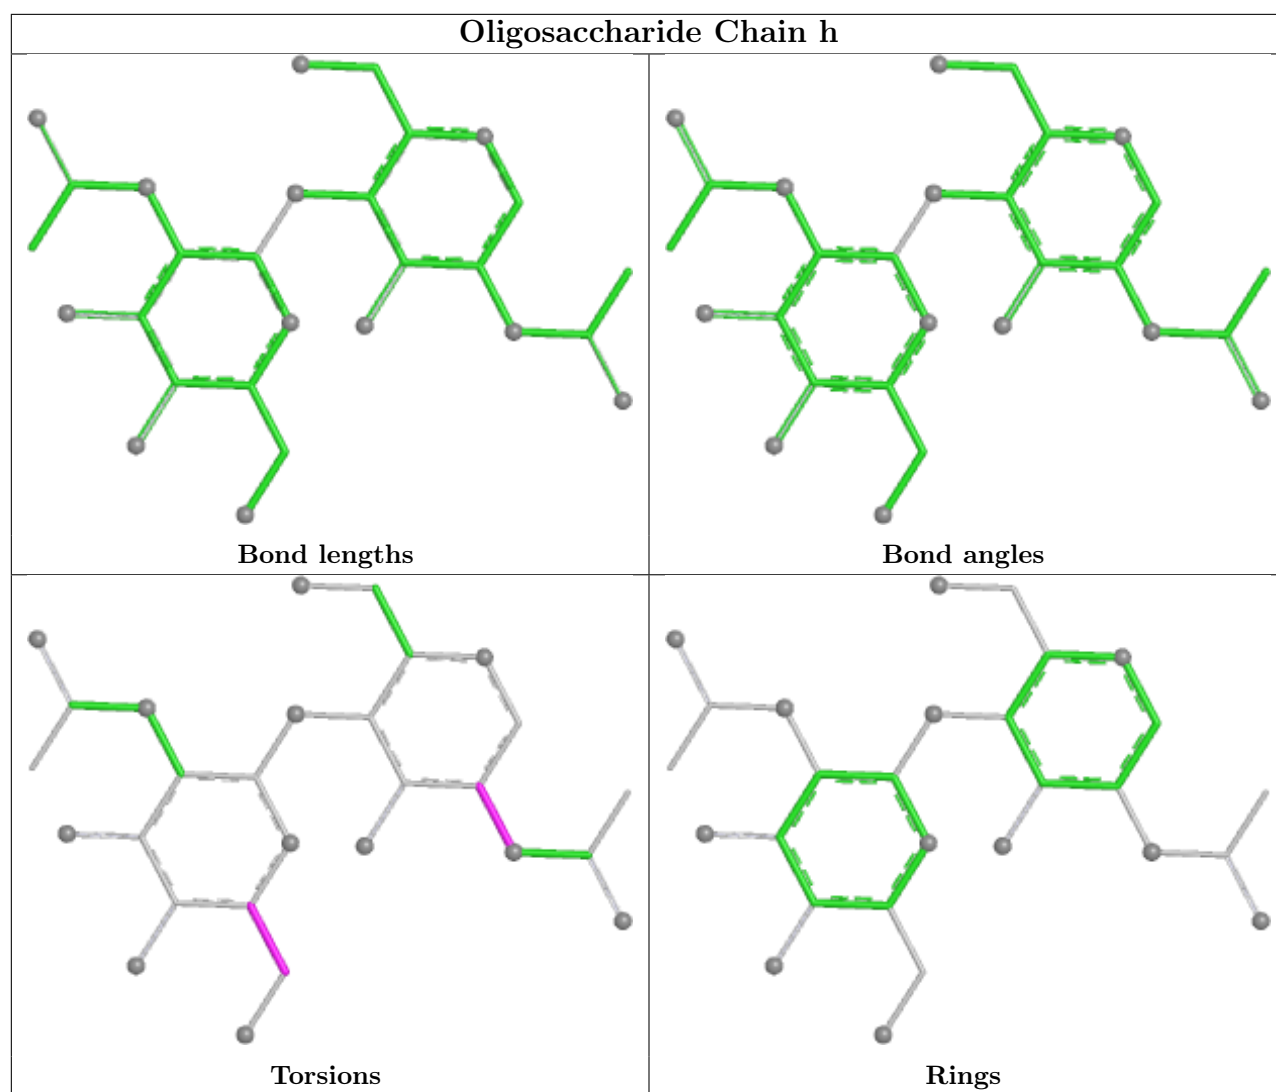 Oligosaccharide Chain h
Bond lengths
Bond angles
Torsions
Rings